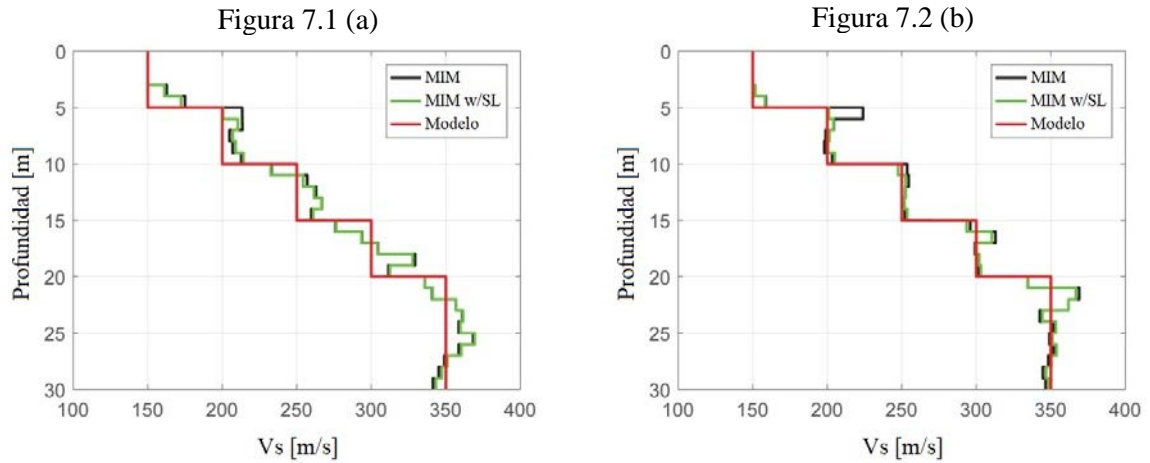 Figura 7.1 (a)
0
5
10
15
20
25
30
Profundidad [m]
MIM
MIM w/SL
Modelo
100 150 200 250 300 350 400
Vs [m/s]
Figura 7.2 (b)
0
5
10
15
20
25
30
Profundidad [m]
MIM
MIM w/SL
Modelo
100 150 200 250 300 350 400
Vs [m/s]